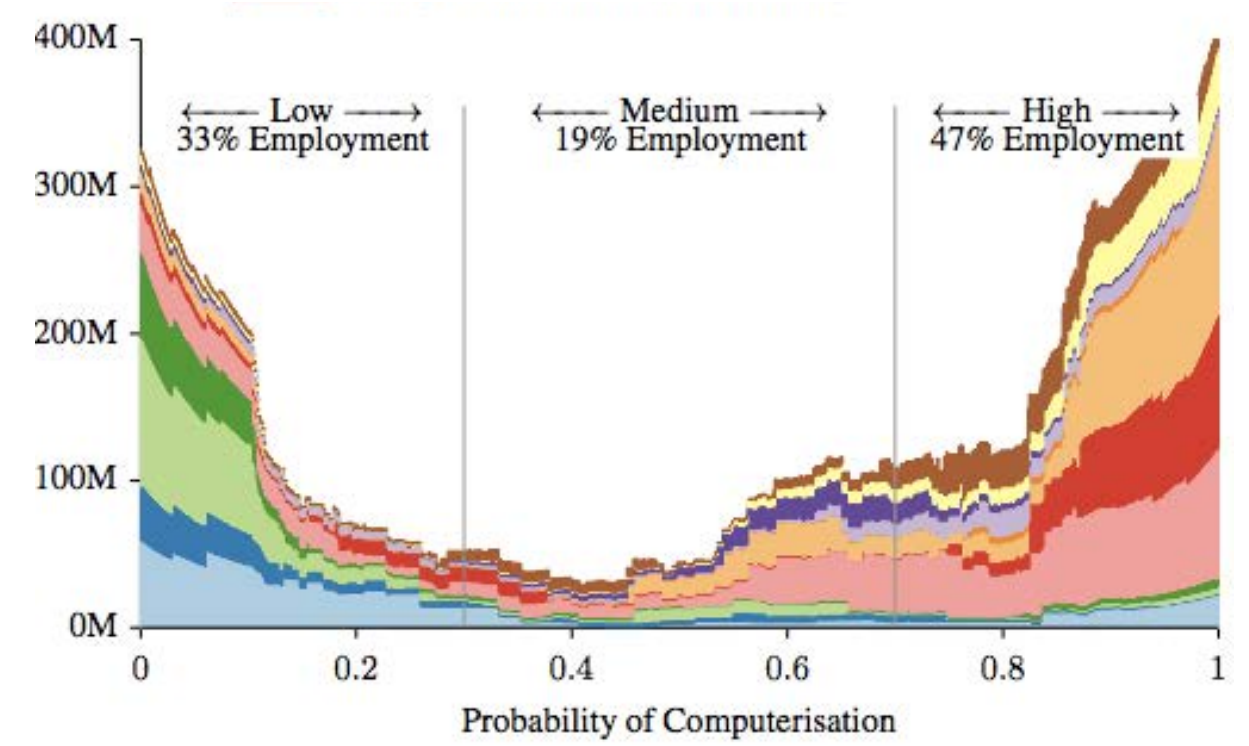 400M
300M
200M
100M
0M
←— Low —→
33% Employment
←— Medium —→
19% Employment
←— High —→
47% Employment
0
0.2
0.4
0.6
0.8
1
Probability of Computerisation